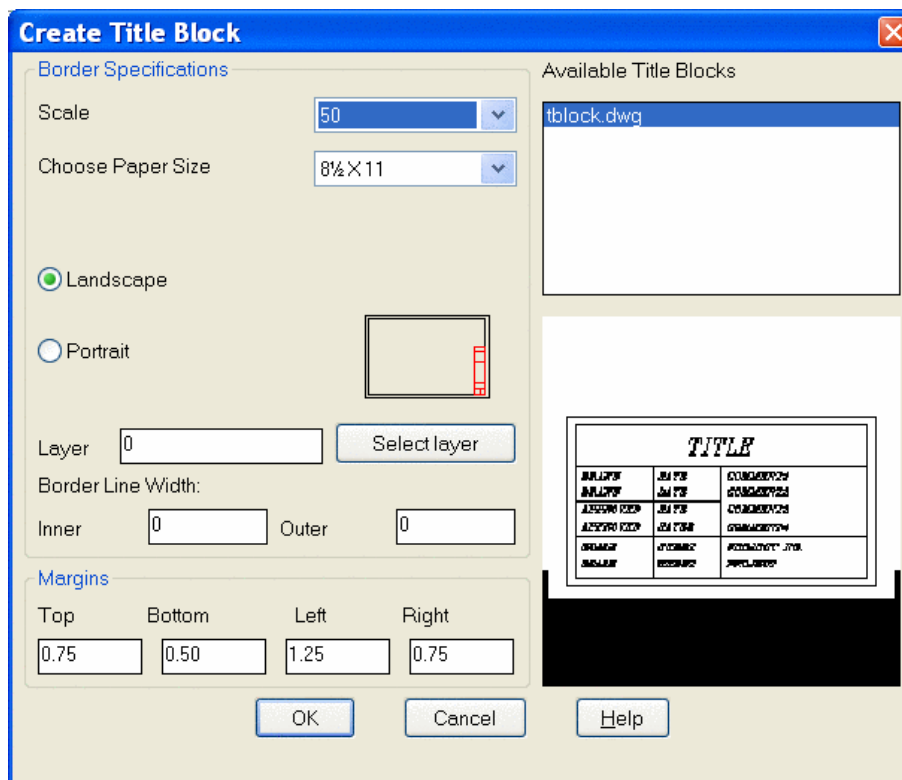 Create Title Block
Border Specifications
Scale
50
Choose Paper Size
8½ X 11
Landscape
Portrait
Layer
0
Select layer
Border Line Width:
Inner
0
Outer
0
Margins
Top Bottom Left Right
0.75 0.50 1.25 0.75
OK Cancel Help
Available Title Blocks
tblock.dwg
TITLE